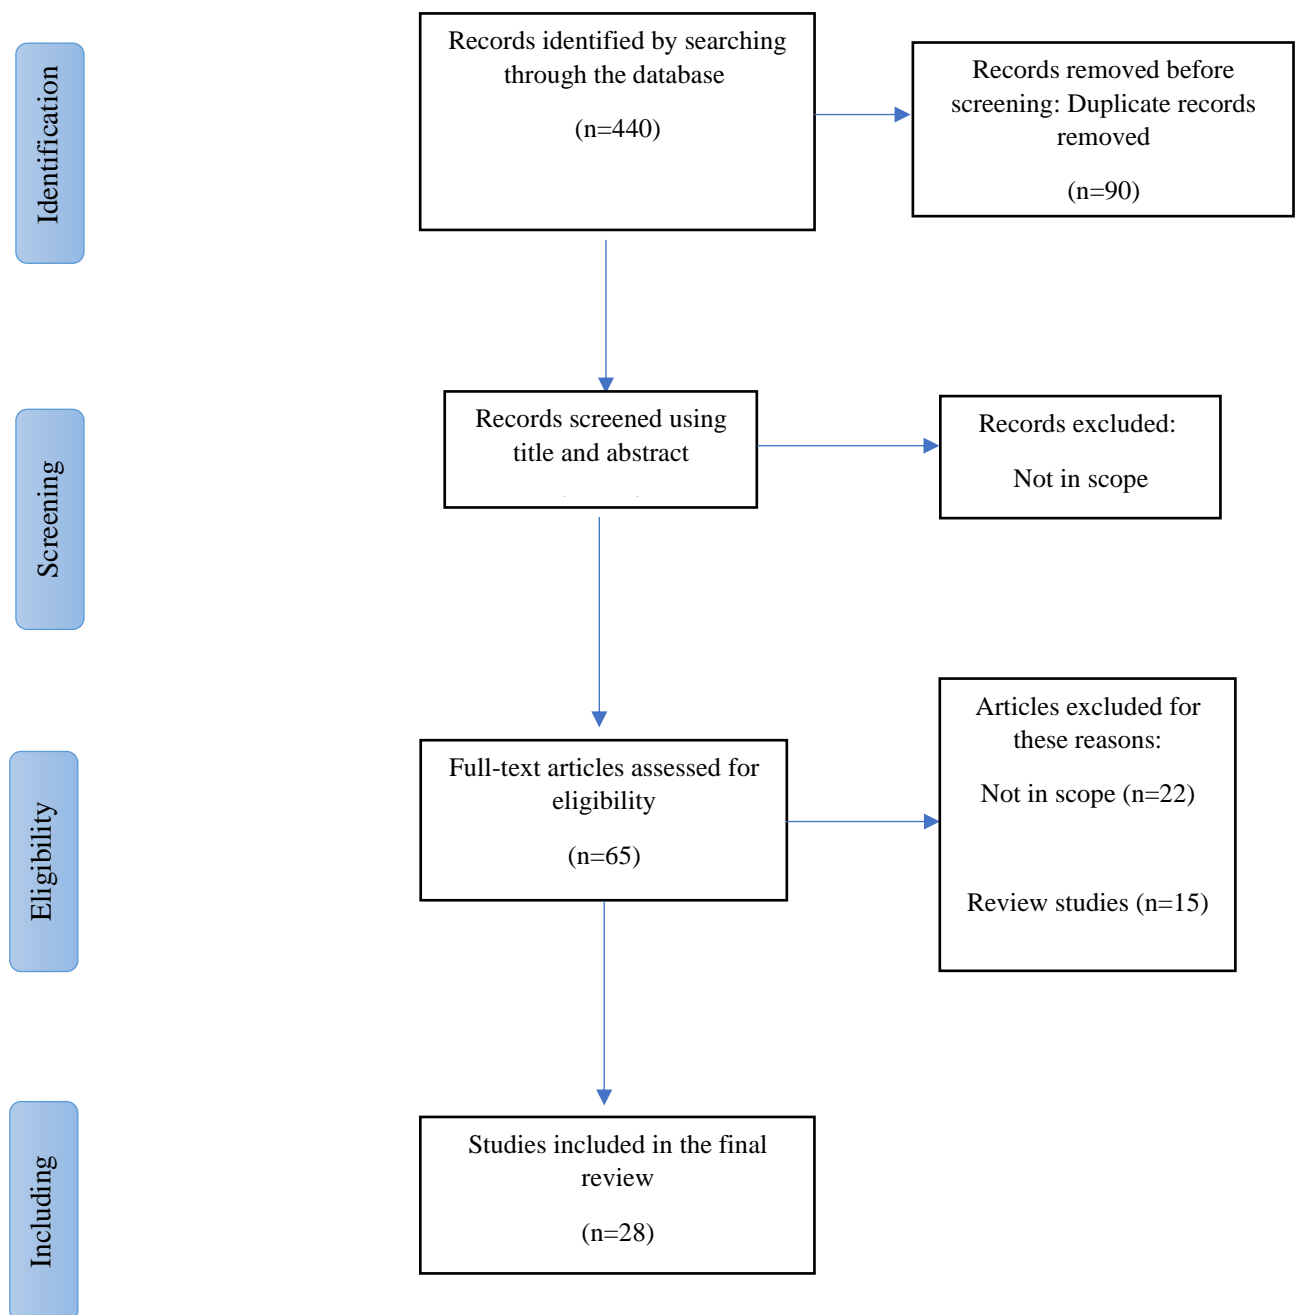 Identification
Records identified by searching
through the database
(n=440)
Records removed before
screening: Duplicate records
removed
(n=90)
Screening
Records screened using
title and abstract
Records excluded:
Not in scope
Eligibility
Full-text articles assessed for
eligibility
(n=65)
Articles excluded for
these reasons:
Not in scope (n=22)
Review studies (n=15)
Including
Studies included in the final
review
(n=28)